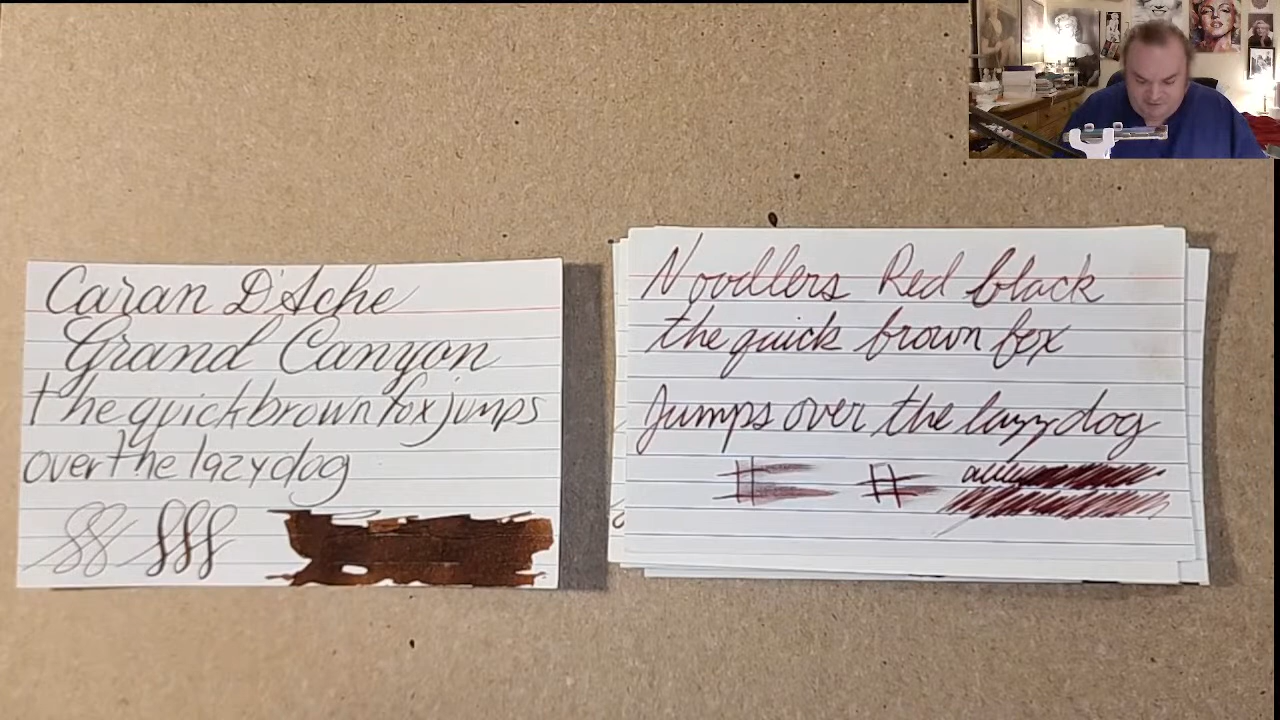 Caran D'Ache
Grand Canyon
the quick brown fox jumps
over the lazy dog
Noodlers Red black
the quick brown fox
Jumps over the lazy dog